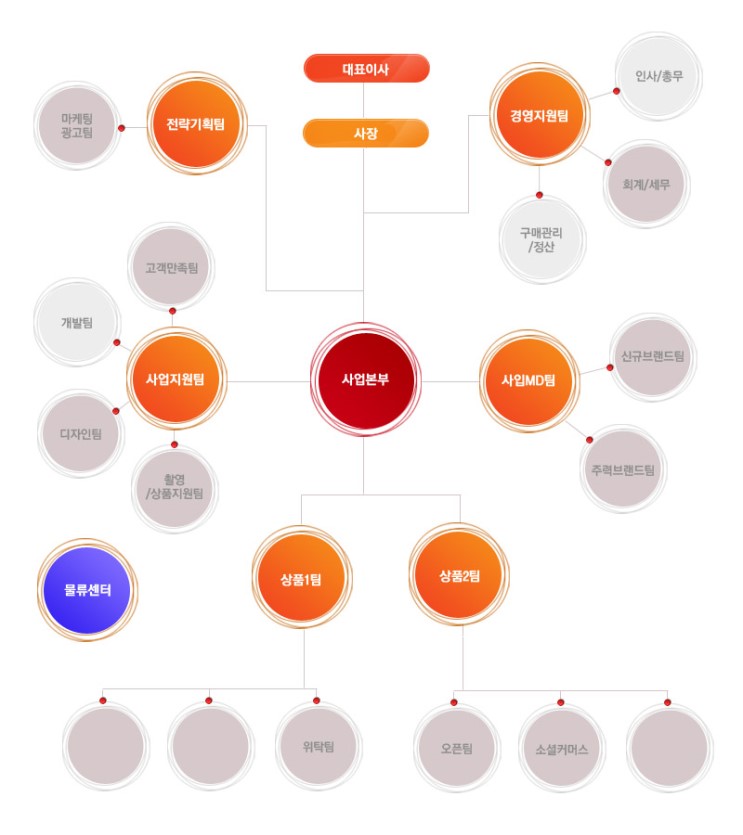 대표이사
사장
전략기획팀
마케팅
광고팀
경영지원팀
인사/총무
회계/세무
구매관리
/정산
고객만족팀
개발팀
사업지원팀
디자인팀
촬영
/상품지원팀
사업본부
사입MD팀
신규브랜드팀
주력브랜드팀
물류센터
상품1팀
상품2팀
위탁팀
오픈팀
소셜커머스